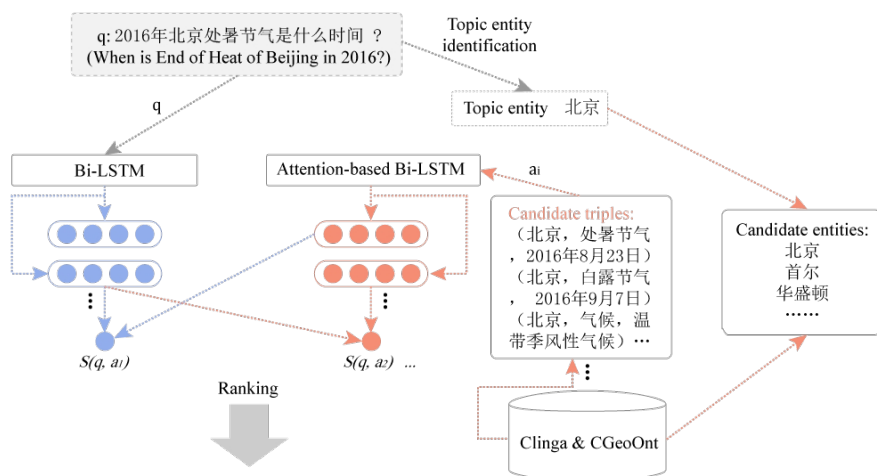 q: 2016年北京处暑节气是什么时间 ？
(When is End of Heat of Beijing in 2016?)
Topic entity
identification
q
Topic entity 北京
Bi-LSTM
Attention-based Bi-LSTM
ai
Candidate triples:
（北京，处暑节气
，2016年8月23日）
（北京，白露节气
， 2016年9月7日）
（北京，气候，温
带季风性气候）…
Candidate entities:
北京
首尔
华盛顿
……
S(q, a1)
S(q, a2) ...
Ranking
Clinga & CGeoOnt